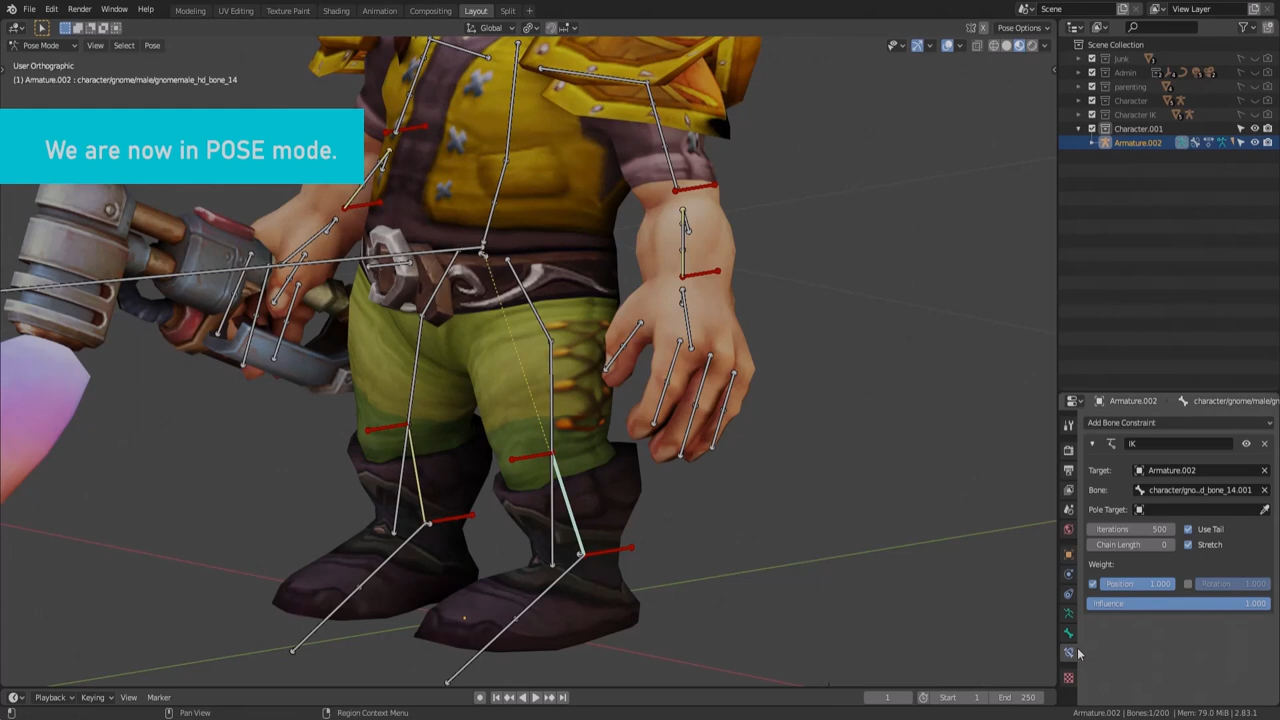 File Edit Render Window Help
Modeling UV Editing Texture Paint Shading Animation Compositing Layout Split +
Scene
View Layer
Global
Pose Options
Pose Mode View Select Pose
User Orthographic
(1) Armature.002 : character/gnome/male/gnomemale_hd_bone_14
We are now in POSE mode.
Scene Collection
Junk
Admin
parenting
Character
Character IK
Character.001
Armature.002
Armature.002 character/gnome/male/gn
Add Bone Constraint
IK
Target: Armature.002
Bone: character/gno...d_bone_14.001
Pole Target:
Iterations 500 Use Tail
Chain Length 0 Stretch
Weight:
Position 1.000 Rotation 1.000
Influence 1.000
Playback Keying View Marker
1 Start 1 End 250
Pan View Region Context Menu
Armature.002 | Bones:1/200 | Mem: 79.0 MiB | 2.83.1